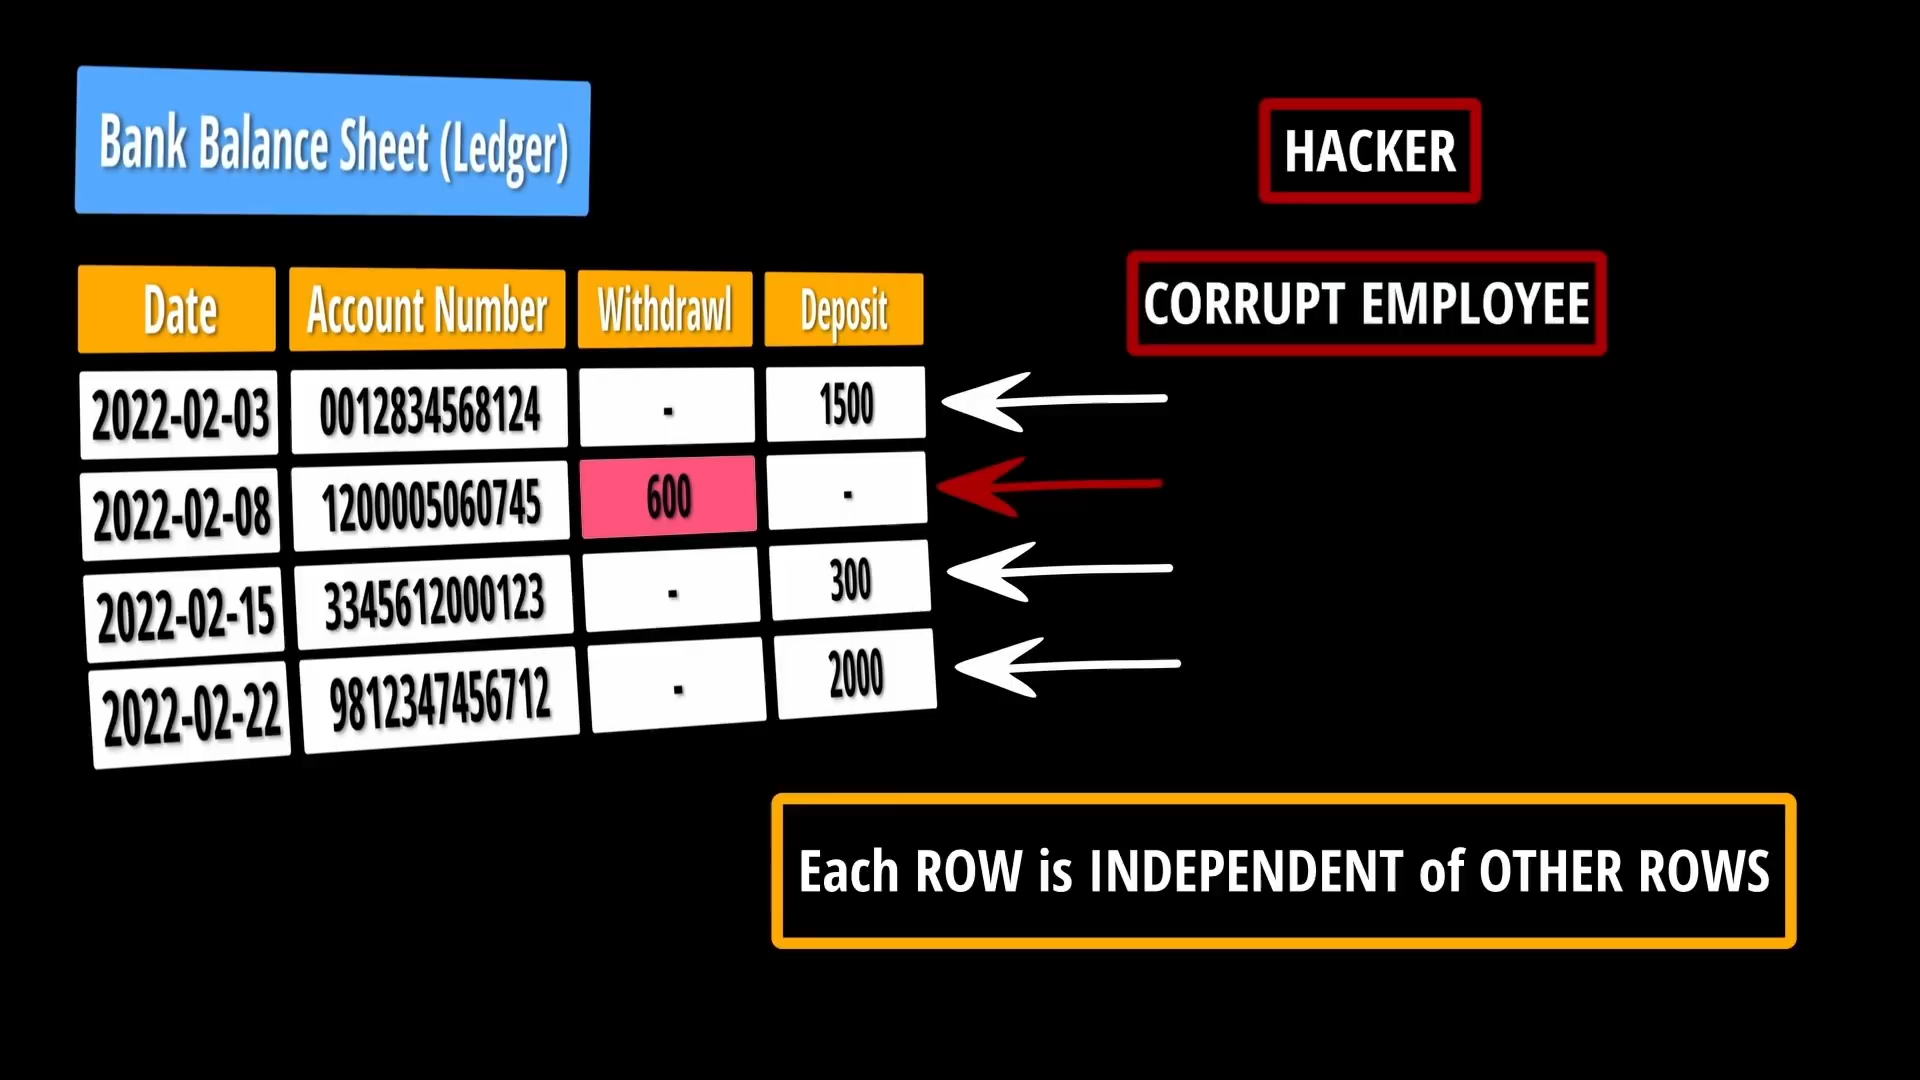 Bank Balance Sheet (Ledger)
HACKER
CORRUPT EMPLOYEE
Date Account Number Withdrawl Deposit
2022-02-03 0012834568124 - 1500
2022-02-08 1200005060745 600 -
2022-02-15 3345612000123 - 300
2022-02-22 9812347456712 - 2000
Each ROW is INDEPENDENT of OTHER ROWS